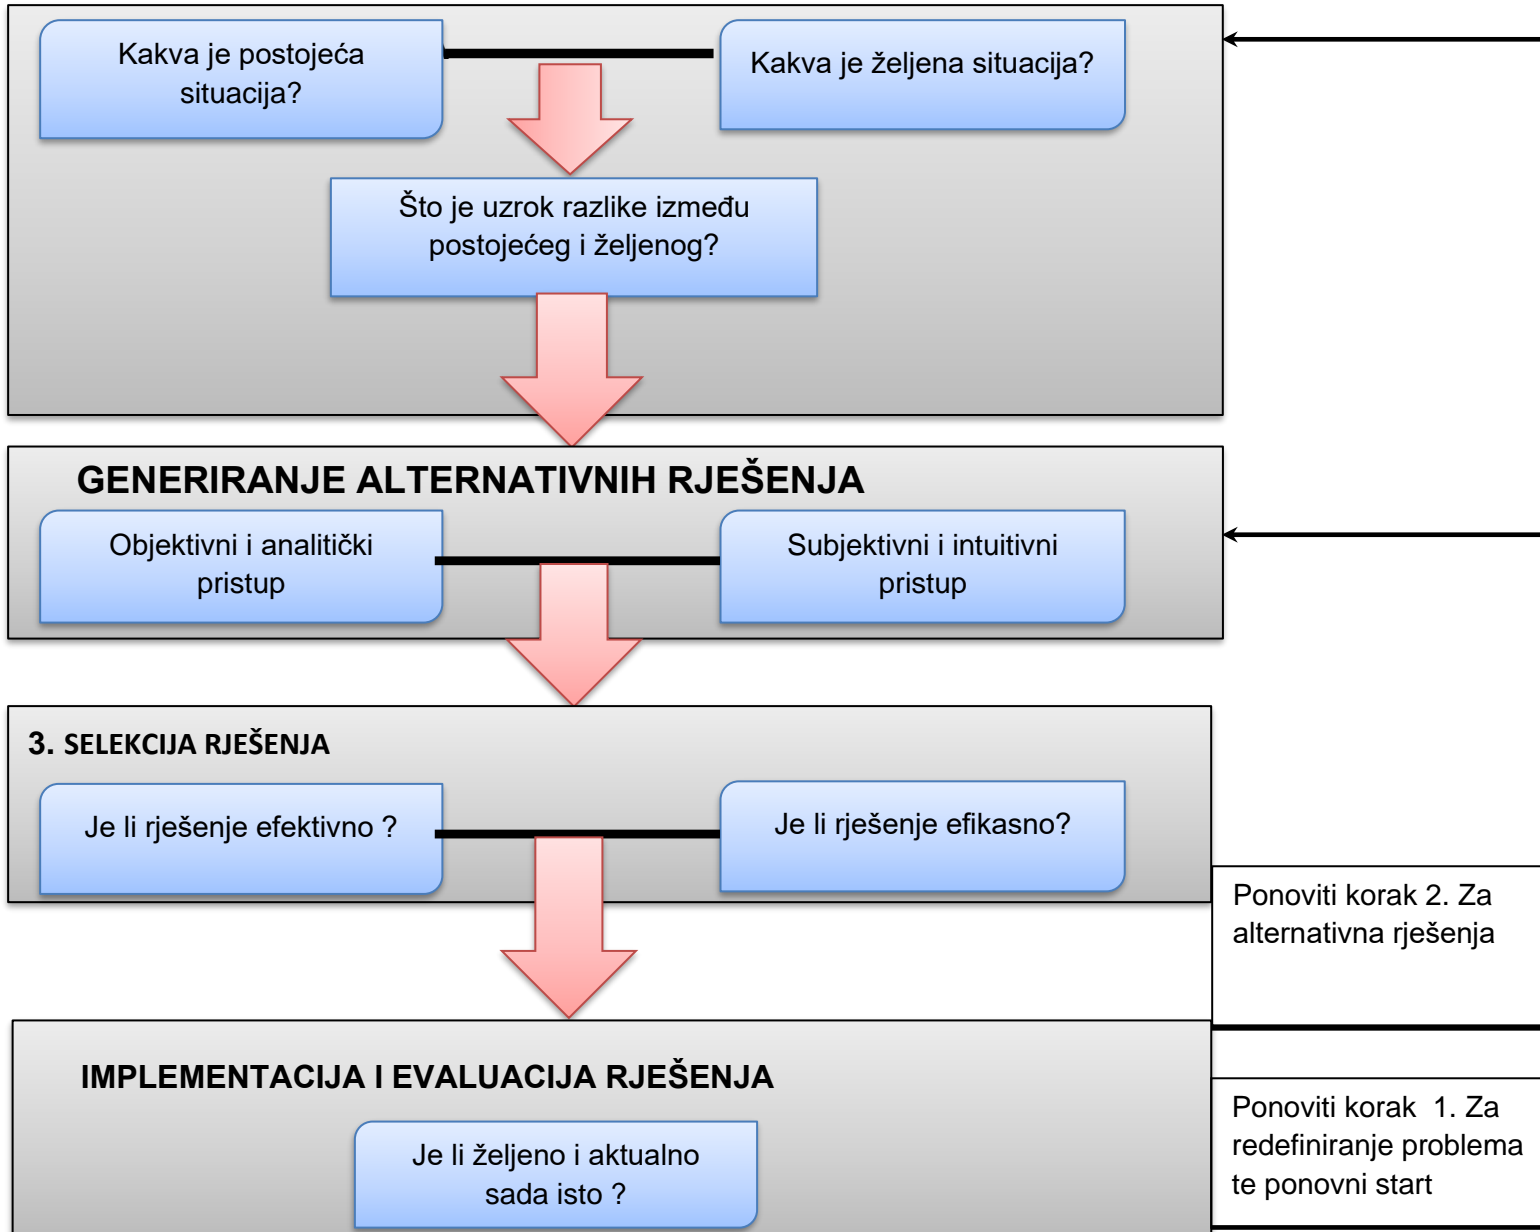 Kakva je postojeća
situacija?
Kakva je željena situacija?
Što je uzrok razlike između
postojećeg i željenog?
GENERIRANJE ALTERNATIVNIH RJEŠENJA
Objektivni i analitički
pristup
Subjektivni i intuitivni
pristup
3. SELEKCIJA RJEŠENJA
Je li rješenje efektivno ?
Je li rješenje efikasno?
Ponoviti korak 2. Za
alternativna rješenja
IMPLEMENTACIJA I EVALUACIJA RJEŠENJA
Je li željeno i aktualno
sada isto ?
Ponoviti korak  1. Za
redefiniranje problema
te ponovni start